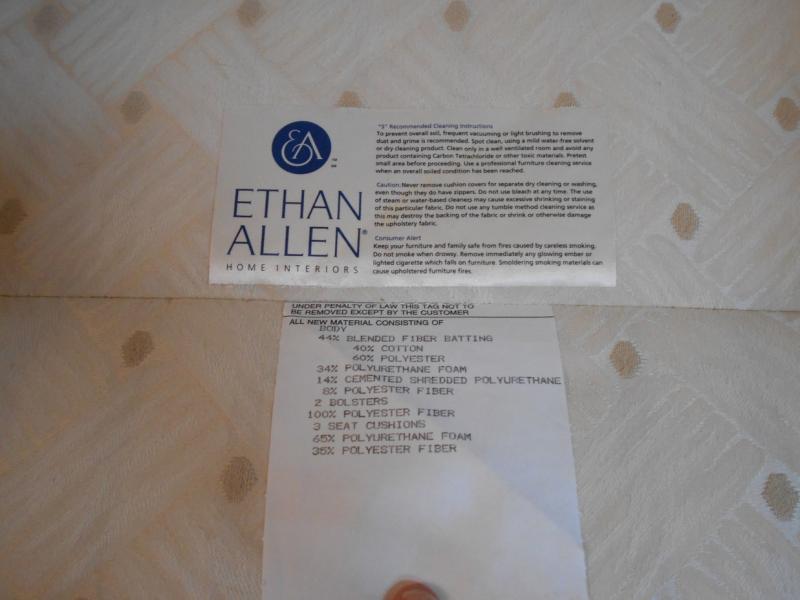 EA
TM
SM
ETHAN
ALLEN®
HOME INTERIORS
"S" Recommended Cleaning Instructions
To prevent overall soil, frequent vacuuming or light brushing to remove
dust and grime is recommended. Spot clean, using a mild water-free solvent
or dry cleaning product. Clean only in a well ventilated room and avoid any
product containing Carbon Tetrachloride or other toxic materials. Pretest
small area before proceeding. Use a professional furniture cleaning service
when an overall soiled condition has been reached.
Caution: Never remove cushion covers for separate dry cleaning or washing,
even though they do have zippers. Do not use bleach at any time. The use
of steam or water-based cleaners may cause excessive shrinking or staining
of this particular fabric. Do not use any tumble method cleaning service as
this may destroy the backing of the fabric or shrink or otherwise damage
the upholstery fabric.
Consumer Alert
Keep your furniture and family safe from fires caused by careless smoking.
Do not smoke when drowsy. Remove immediately any glowing ember or
lighted cigarette which falls on furniture. Smoldering smoking materials can
cause upholstered furniture fires.
UNDER PENALTY OF LAW THIS TAG NOT TO
BE REMOVED EXCEPT BY THE CUSTOMER
ALL NEW MATERIAL CONSISTING OF
BODY
44% BLENDED FIBER BATTING
40% COTTON
60% POLYESTER
34% POLYURETHANE FOAM
14% CEMENTED SHREDDED POLYURETHANE
8% POLYESTER FIBER
2 BOLSTERS
100% POLYESTER FIBER
3 SEAT CUSHIONS
65% POLYURETHANE FOAM
35% POLYESTER FIBER